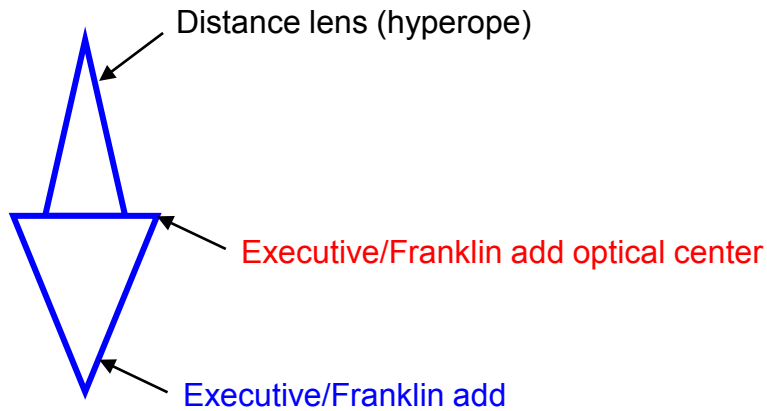 Distance lens (hyperope)
Executive/Franklin add optical center
Executive/Franklin add